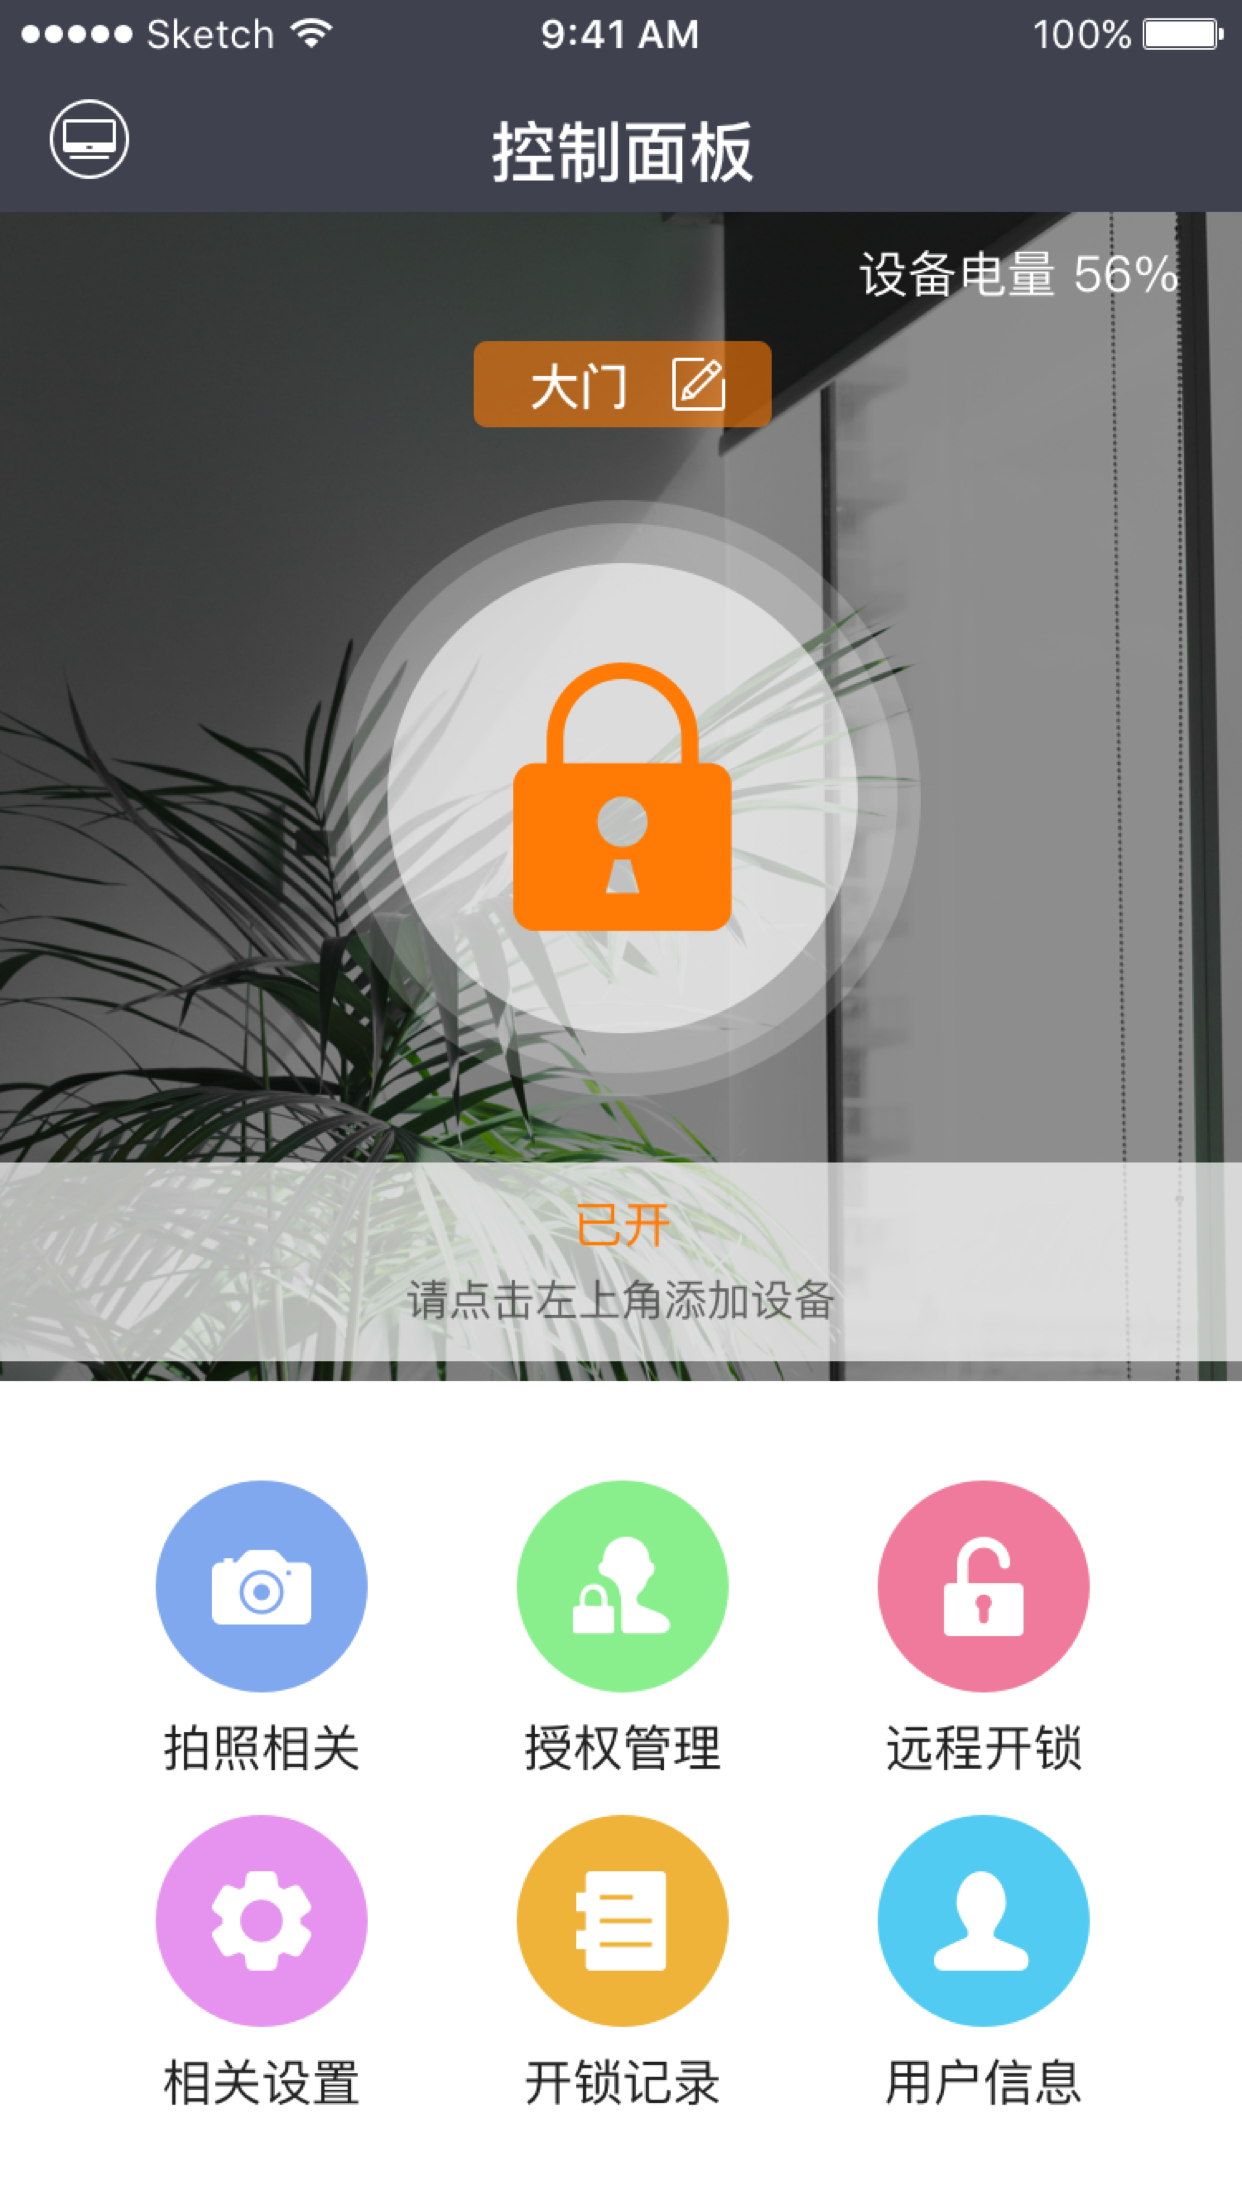 Sketch 9:41 AM 100%
控制面板
设备电量 56%
大门
已开
请点击左上角添加设备
拍照相关 授权管理 远程开锁
相关设置 开锁记录 用户信息